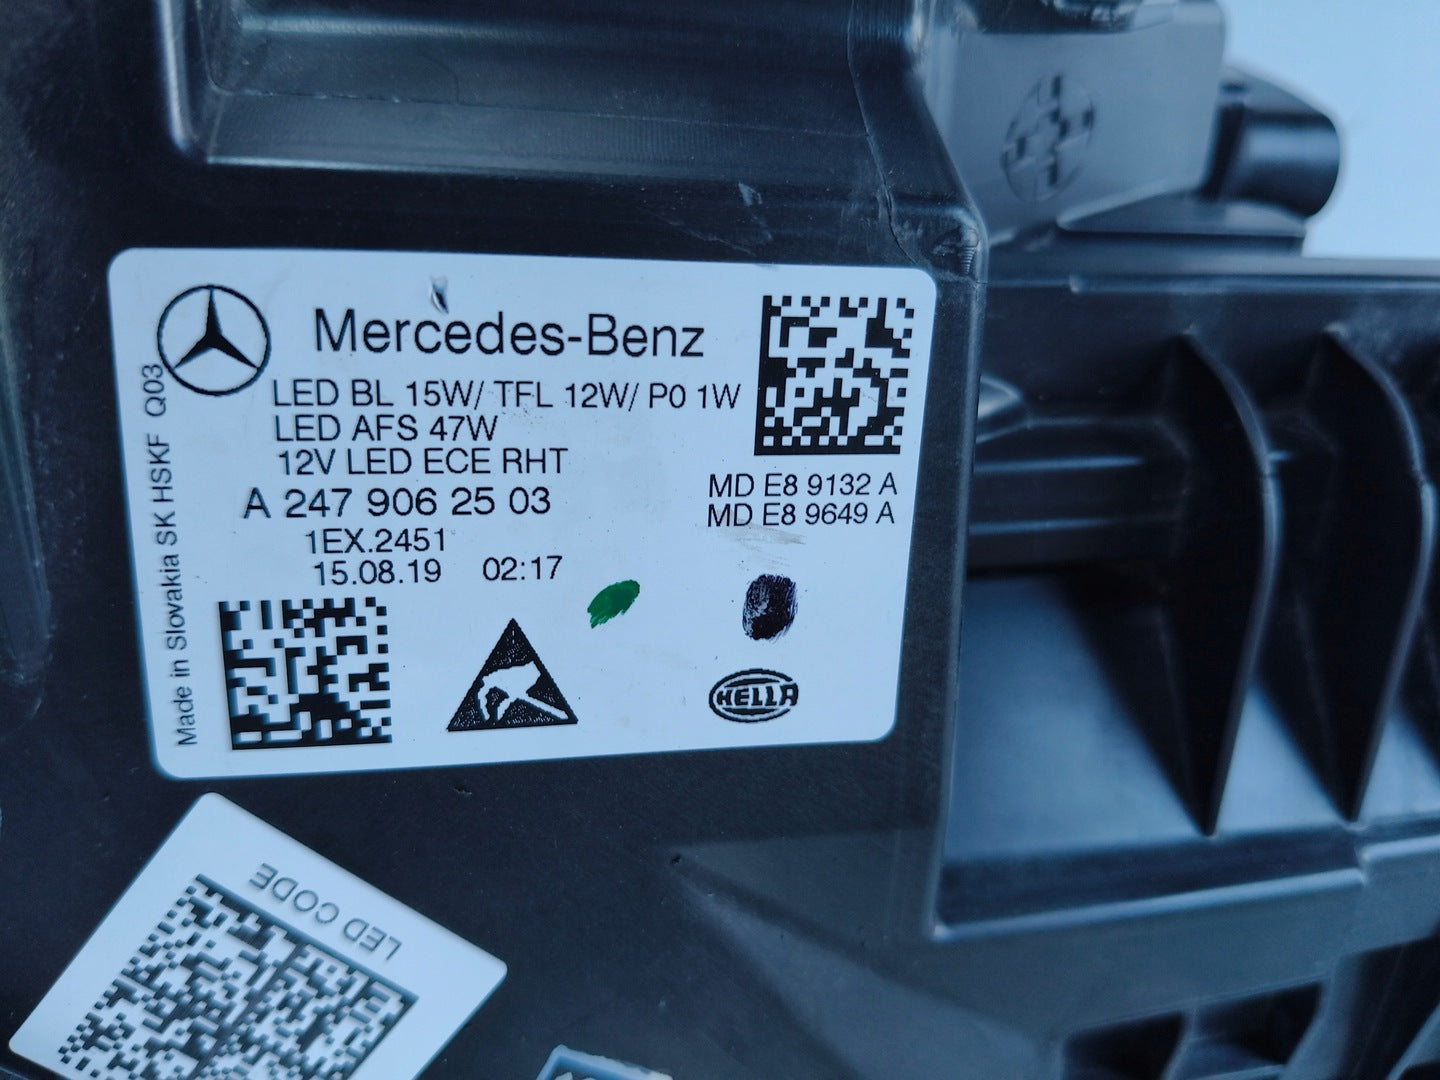 Mercedes-Benz
LED BL 15W/ TFL 12W/ P0 1W
LED AFS 47W
12V LED ECE RHT
A 247 906 25 03
1EX.2451
15.08.19 02:17
MD E8 9132 A
MD E8 9649 A
HELLA
Made in Slovakia SK HSKF Q03
LED CODE